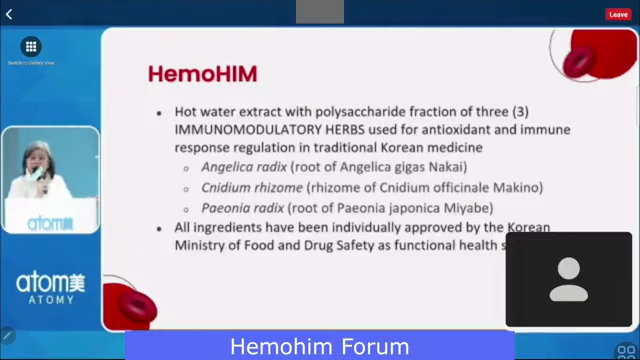 Leave
Switch to Gallery View
HemoHIM
• Hot water extract with polysaccharide fraction of three (3)
IMMUNOMODULATORY HERBS used for antioxidant and immune
response regulation in traditional Korean medicine
○ Angelica radix (root of Angelica gigas Nakai)
○ Cnidium rhizome (rhizome of Cnidium officinale Makino)
○ Paeonia radix (root of Paeonia japonica Miyabe)
• All ingredients have been individually approved by the Korean
Ministry of Food and Drug Safety as functional health
atom美
atom美
ATOMY
Hemohim Forum